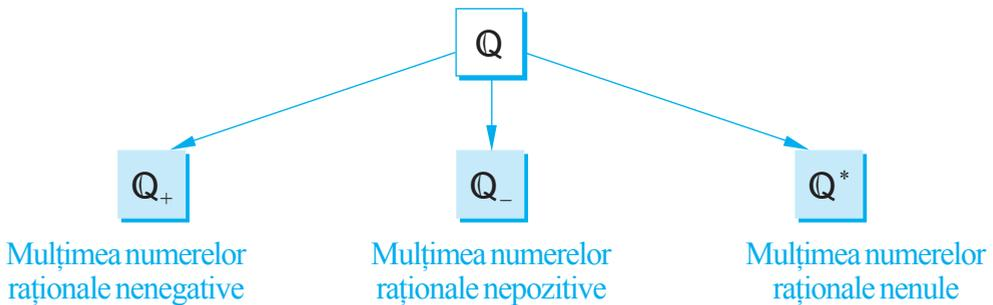 ℚ
ℚ₊ ℚ₋ ℚ*
Mulțimea numerelor Mulțimea numerelor Mulțimea numerelor
raționale nenegative raționale nepozitive raționale nenule